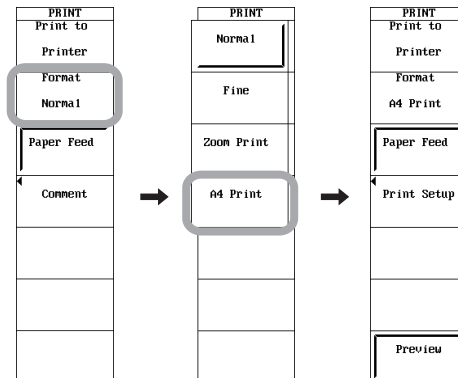 PRINT
Print to
Printer
Format
Normal
Paper Feed
Comment
PRINT
Normal
Fine
Zoom Print
A4 Print
PRINT
Print to
Printer
Format
A4 Print
Paper Feed
Print Setup
Preview